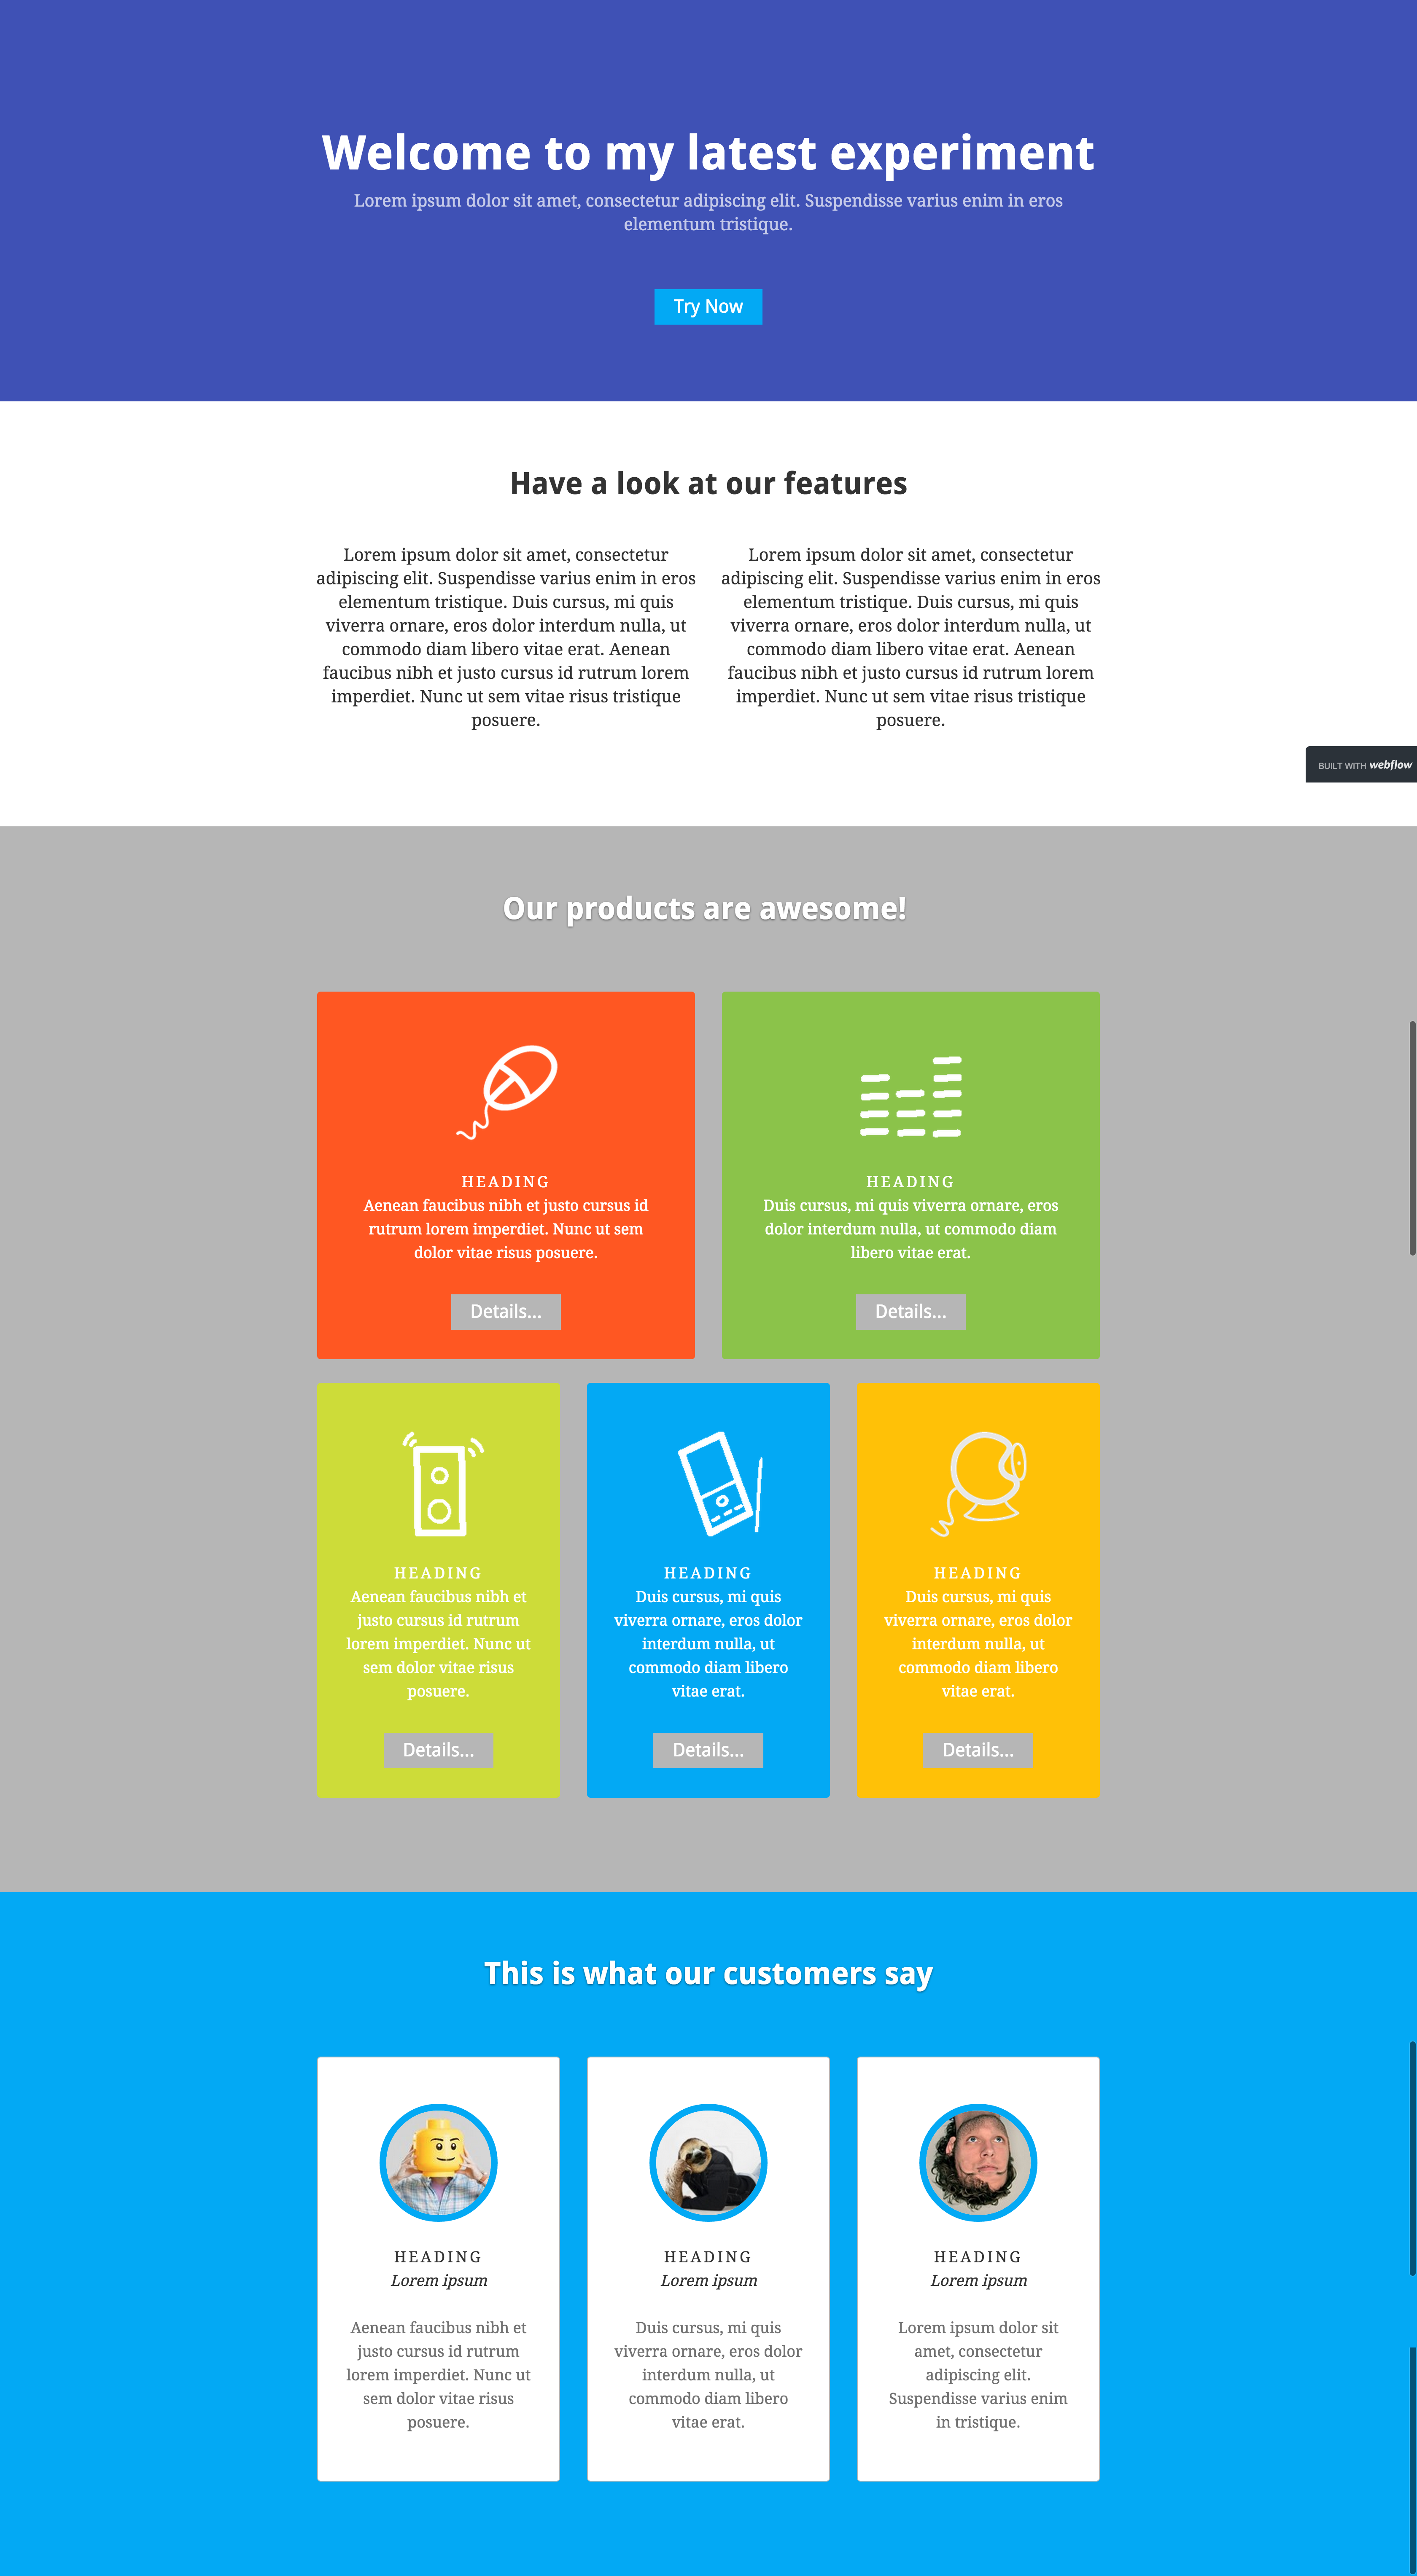 Welcome to my latest experiment
Lorem ipsum dolor sit amet, consectetur adipiscing elit. Suspendisse varius enim in eros
elementum tristique.
Try Now
Have a look at our features
Lorem ipsum dolor sit amet, consectetur
adipiscing elit. Suspendisse varius enim in eros
elementum tristique. Duis cursus, mi quis
viverra ornare, eros dolor interdum nulla, ut
commodo diam libero vitae erat. Aenean
faucibus nibh et justo cursus id rutrum lorem
imperdiet. Nunc ut sem vitae risus tristique
posuere.
Lorem ipsum dolor sit amet, consectetur
adipiscing elit. Suspendisse varius enim in eros
elementum tristique. Duis cursus, mi quis
viverra ornare, eros dolor interdum nulla, ut
commodo diam libero vitae erat. Aenean
faucibus nibh et justo cursus id rutrum lorem
imperdiet. Nunc ut sem vitae risus tristique
posuere.
BUILT WITH webflow
Our products are awesome!
HEADING
Aenean faucibus nibh et justo cursus id
rutrum lorem imperdiet. Nunc ut sem
dolor vitae risus posuere.
Details...
HEADING
Duis cursus, mi quis viverra ornare, eros
dolor interdum nulla, ut commodo diam
libero vitae erat.
Details...
HEADING
Aenean faucibus nibh et
justo cursus id rutrum
lorem imperdiet. Nunc ut
sem dolor vitae risus
posuere.
Details...
HEADING
Duis cursus, mi quis
viverra ornare, eros dolor
interdum nulla, ut
commodo diam libero
vitae erat.
Details...
HEADING
Duis cursus, mi quis
viverra ornare, eros dolor
interdum nulla, ut
commodo diam libero
vitae erat.
Details...
This is what our customers say
HEADING
Lorem ipsum
Aenean faucibus nibh et
justo cursus id rutrum
lorem imperdiet. Nunc ut
sem dolor vitae risus
posuere.
HEADING
Lorem ipsum
Duis cursus, mi quis
viverra ornare, eros dolor
interdum nulla, ut
commodo diam libero
vitae erat.
HEADING
Lorem ipsum
Lorem ipsum dolor sit
amet, consectetur
adipiscing elit.
Suspendisse varius enim
in tristique.